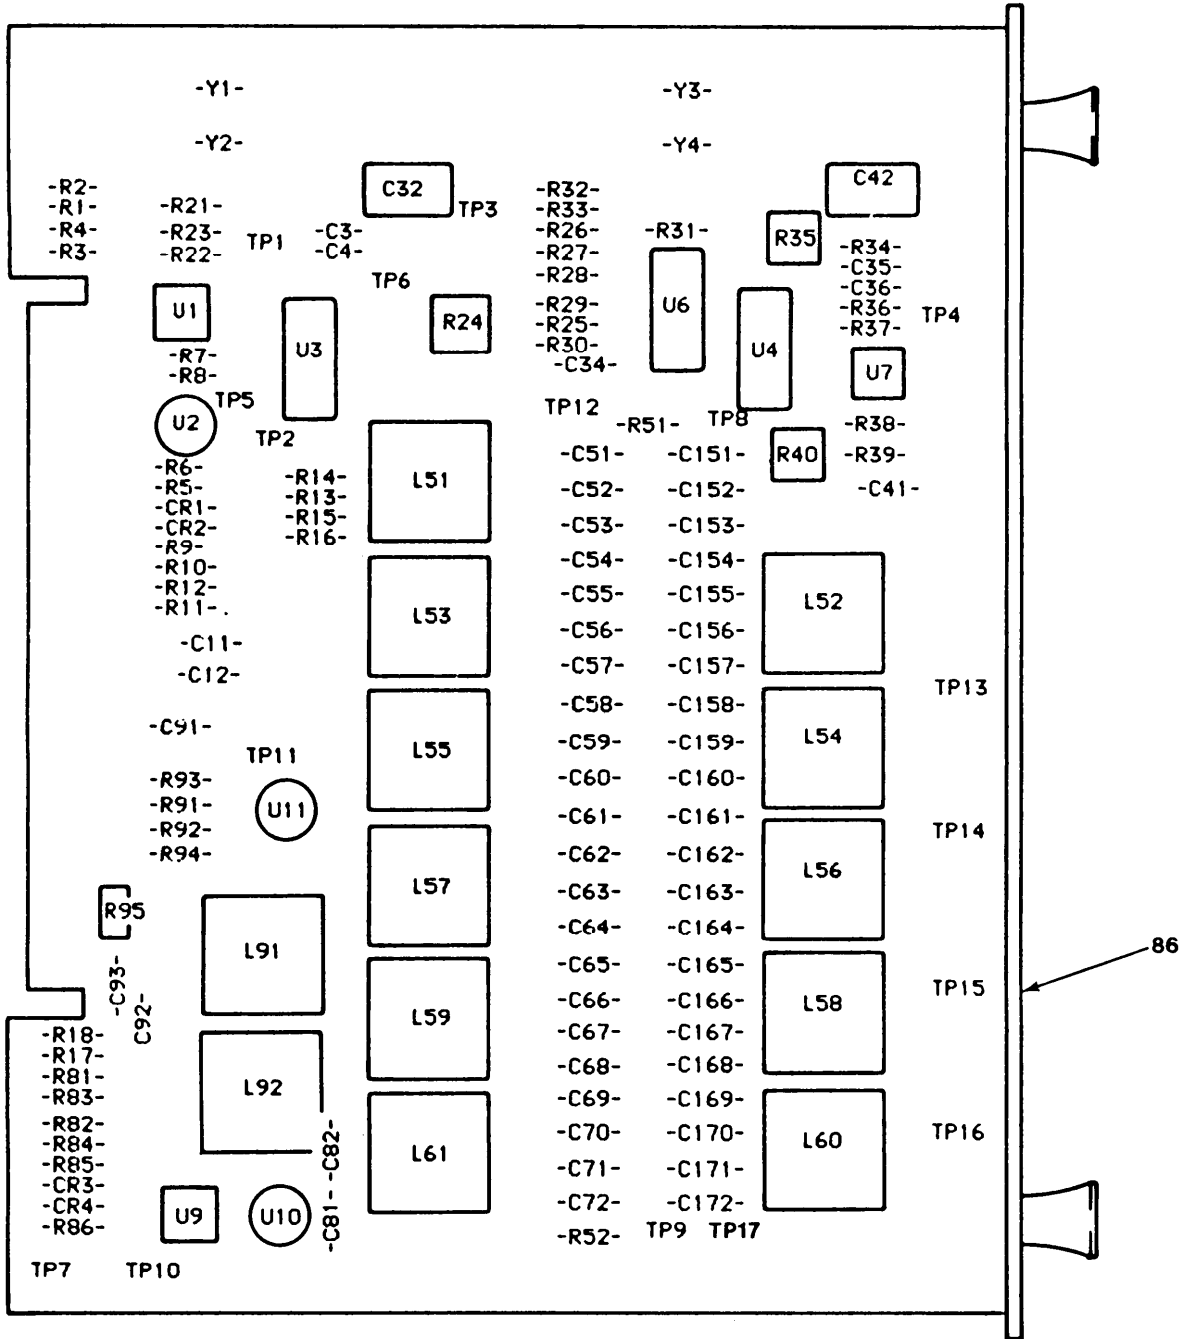 -Y1-
-Y3-
-Y2-
-Y4-
-R2-
-R1-
-R4-
-R3-
-R21-
-R23-
-R22-
TP1
-C3-
-C4-
C32
TP3
TP6
-R32-
-R33-
-R26-
-R27-
-R28-
-R29-
-R25-
-R30-
-C34-
-R31-
C42
R35
-R34-
-C35-
-C36-
-R36-
-R37-
TP4
U1
U3
R24
U6
U4
U7
-R7-
-R8-
TP5
U2
TP2
TP12
-R51-
TP8
-R38-
R40
-R39-
-C41-
-R6-
-R5-
-CR1-
-CR2-
-R9-
-R10-
-R12-
-R11-
-R14-
-R13-
-R15-
-R16-
-C11-
-C12-
-C91-
TP11
-R93-
-R91-
-R92-
-R94-
U11
R95
-C93-
C92-
L91
L92
L51
L53
L55
L57
L59
L61
-C51-
-C52-
-C53-
-C54-
-C55-
-C56-
-C57-
-C58-
-C59-
-C60-
-C61-
-C62-
-C63-
-C64-
-C65-
-C66-
-C67-
-C68-
-C69-
-C70-
-C71-
-C72-
-R52-
-C151-
-C152-
-C153-
-C154-
-C155-
-C156-
-C157-
-C158-
-C159-
-C160-
-C161-
-C162-
-C163-
-C164-
-C165-
-C166-
-C167-
-C168-
-C169-
-C170-
-C171-
-C172-
TP9
TP17
L52
L54
L56
L58
L60
TP13
TP14
TP15
TP16
86
-R18-
-R17-
-R81-
-R83-
-R82-
-R84-
-R85-
-CR3-
-CR4-
-R86-
U9
U10
-C82-
-C81-
TP7
TP10